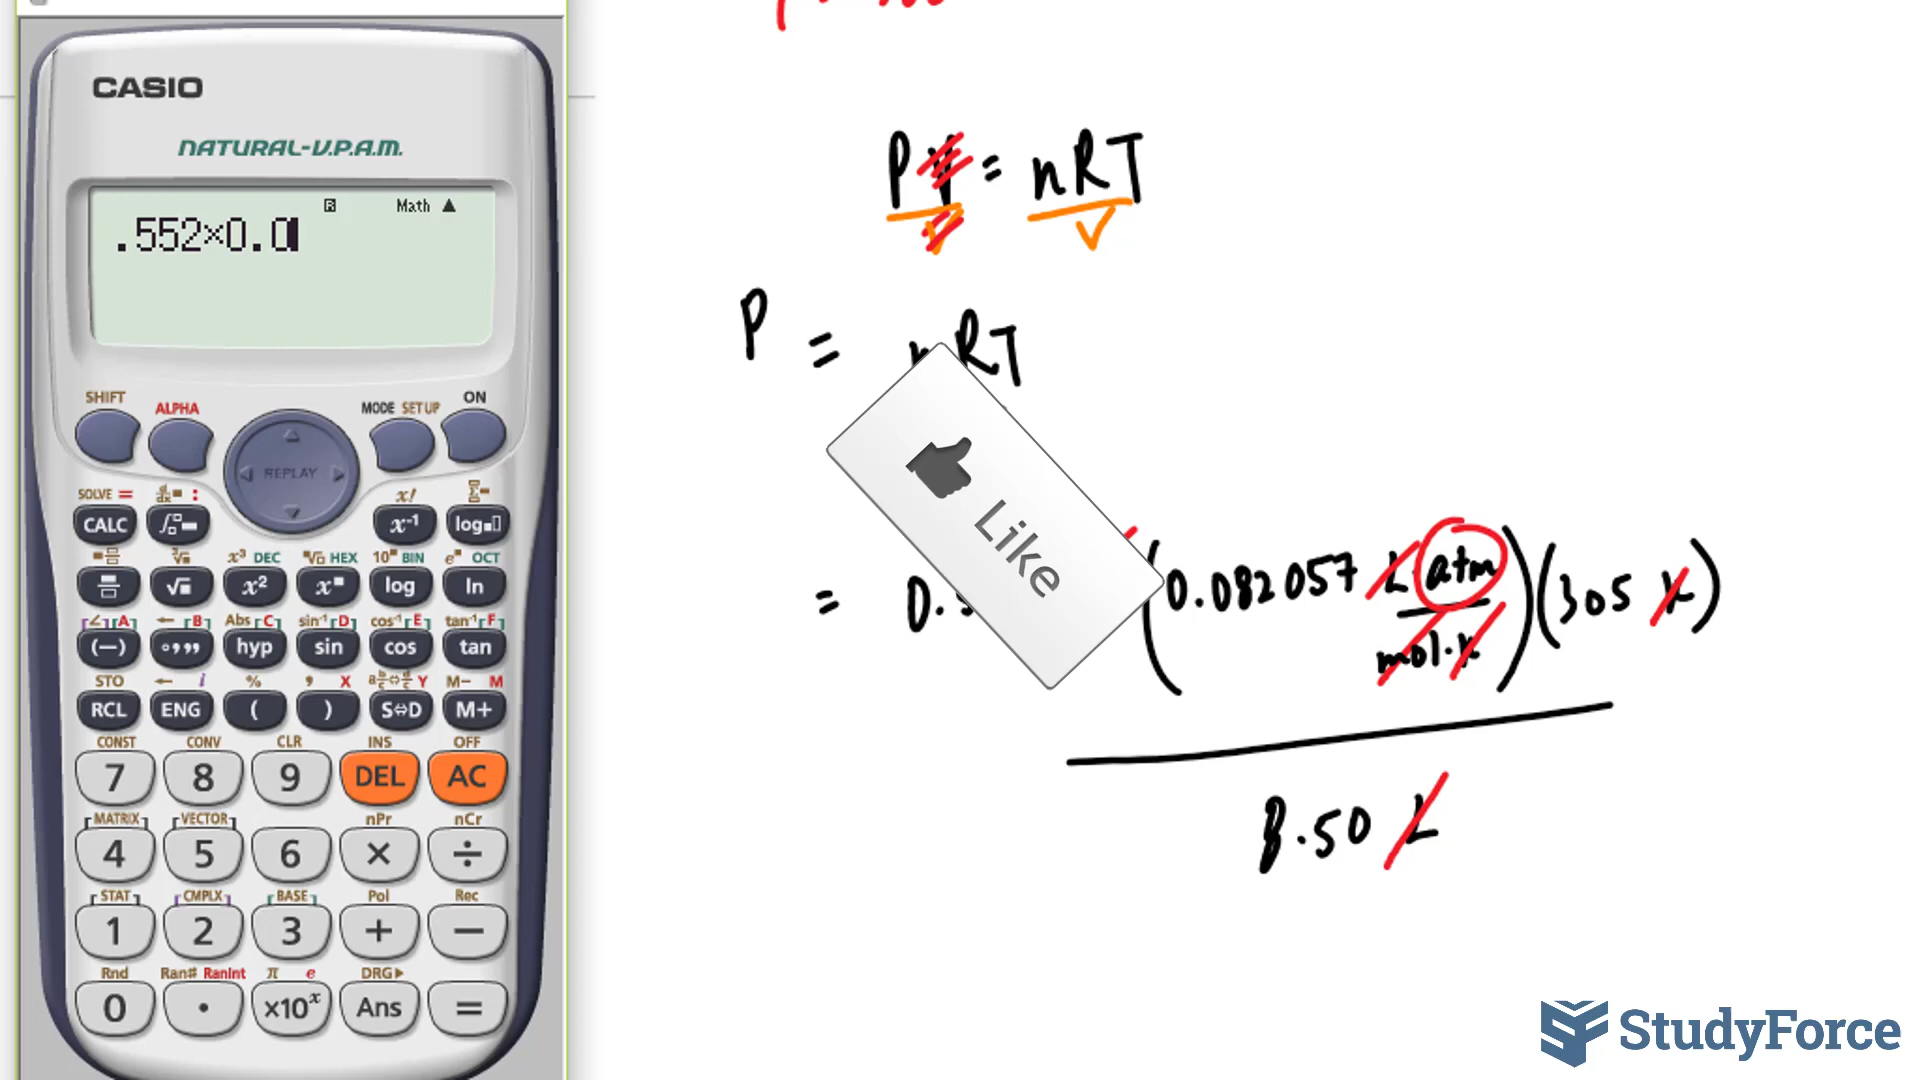 CASIO
NATURAL-V.P.A.M.
R Math ▲
.552×0.0
SHIFT ALPHA MODE SETUP ON
REPLAY
SOLVE = : x!
CALC x⁻¹ log
x³ DEC HEX 10 BIN e OCT
x² x log ln
A B Abs C sin⁻¹ D cos⁻¹ E tan⁻¹ F
(−) hyp sin cos tan
STO ← i % , X Y M− M
RCL ENG ( ) S⇔D M+
CONST CONV CLR INS OFF
7 8 9 DEL AC
MATRIX VECTOR nPr nCr
4 5 6 × ÷
STAT CMPLX BASE Pol Rec
1 2 3 + −
Rnd Ran# RanInt π e DRG▶
0 . ×10ˣ Ans =
PV = nRT
V V
P = nRT
Like
= 0. (0.082057 L atm / mol·K) (305 K)
8.50 L
StudyForce